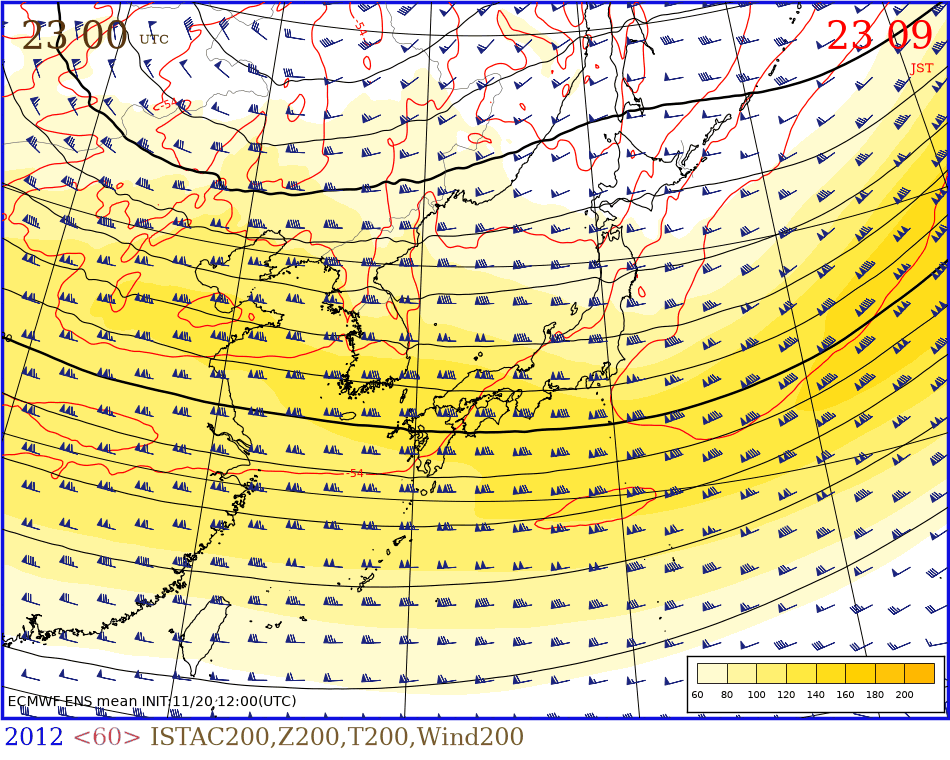 23 00 UTC
23 09
JST
-54
-54
-54
60 80 100 120 140 160 180 200
ECMWF ENS mean INIT:11/20 12:00(UTC)
2012 <60> ISTAC200,Z200,T200,Wind200